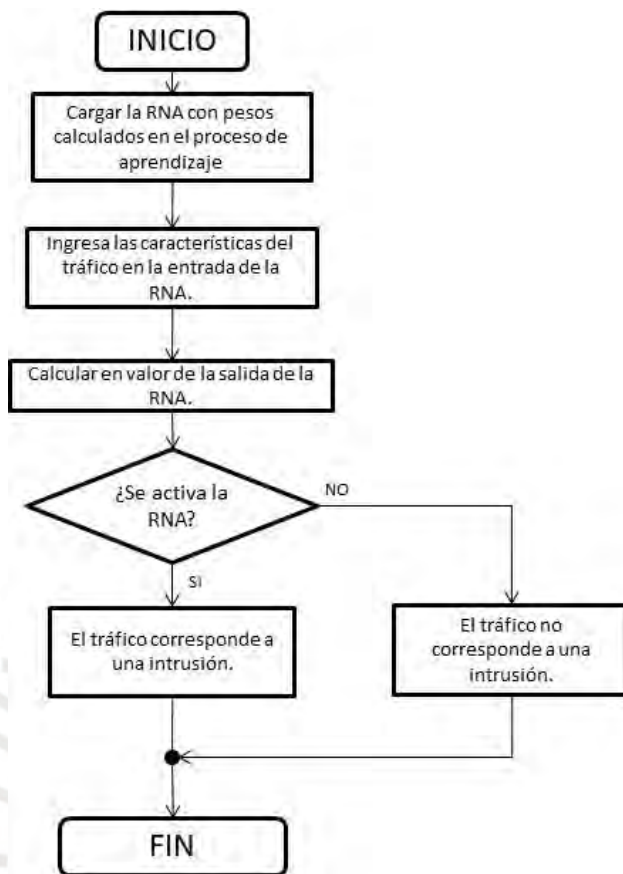 INICIO
Cargar la RNA con pesos
calculados en el proceso de
aprendizaje
Ingresa las características del
tráfico en la entrada de la
RNA.
Calcular en valor de la salida de la
RNA.
¿Se activa la
RNA?
NO
SI
El tráfico corresponde a
una intrusión.
El tráfico no
corresponde a una
intrusión.
FIN